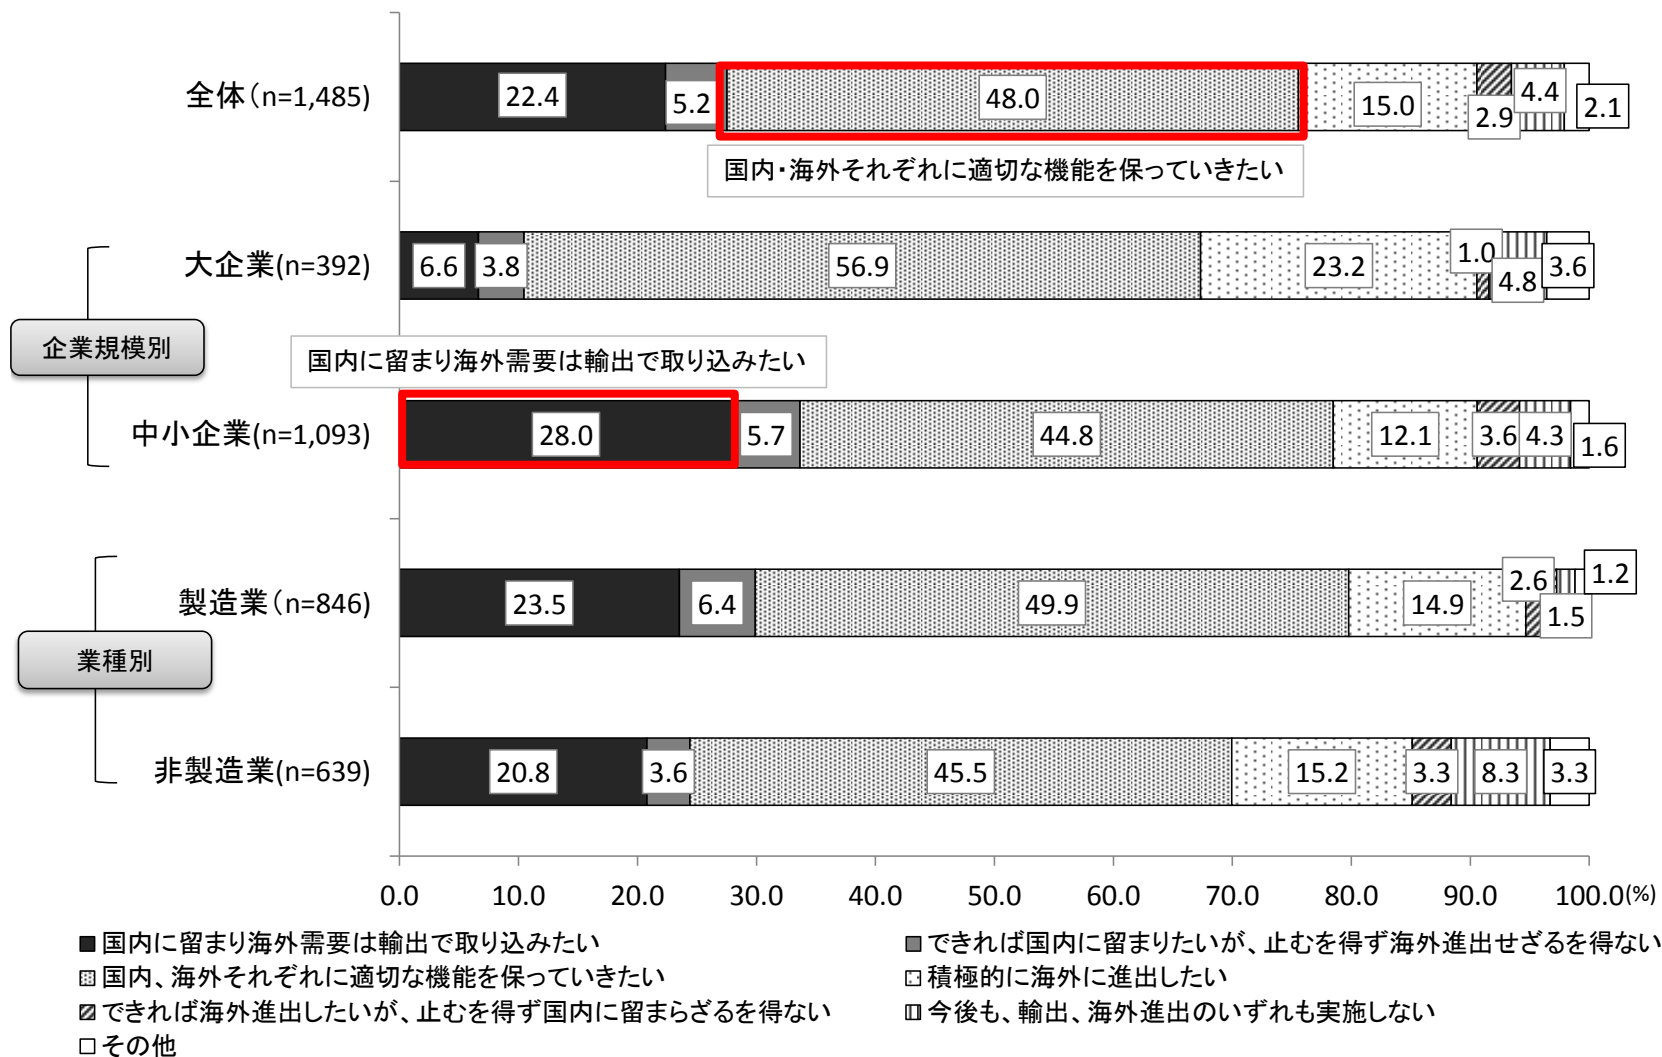 全体(n=1,485)
22.4
5.2
48.0
15.0
2.9
4.4
2.1
国内・海外それぞれに適切な機能を保っていきたい
企業規模別
大企業(n=392)
6.6
3.8
56.9
23.2
1.0
4.8
3.6
国内に留まり海外需要は輸出で取り込みたい
中小企業(n=1,093)
28.0
5.7
44.8
12.1
3.6
4.3
1.6
業種別
製造業(n=846)
23.5
6.4
49.9
14.9
2.6
1.5
1.2
非製造業(n=639)
20.8
3.6
45.5
15.2
3.3
8.3
3.3
0.0 10.0 20.0 30.0 40.0 50.0 60.0 70.0 80.0 90.0 100.0(%)
国内に留まり海外需要は輸出で取り込みたい
できれば国内に留まりたいが、止むを得ず海外進出せざるを得ない
国内、海外それぞれに適切な機能を保っていきたい
積極的に海外に進出したい
できれば海外進出したいが、止むを得ず国内に留まらざるを得ない
今後も、輸出、海外進出のいずれも実施しない
その他